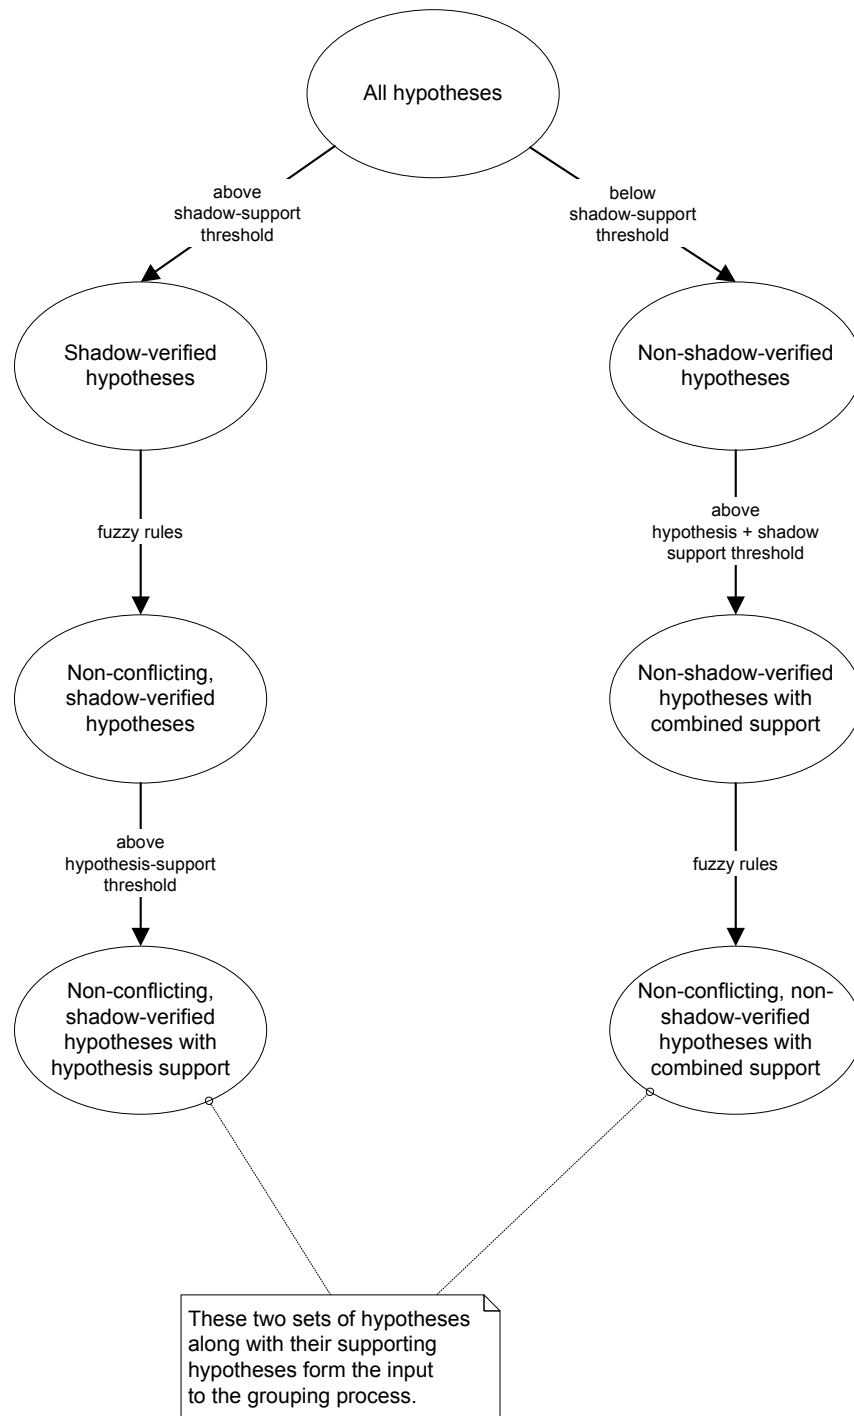 All hypotheses
above
shadow-support
threshold
below
shadow-support
threshold
Shadow-verified
hypotheses
Non-shadow-verified
hypotheses
fuzzy rules
above
hypothesis + shadow
support threshold
Non-conflicting,
shadow-verified
hypotheses
Non-shadow-verified
hypotheses with
combined support
above
hypothesis-support
threshold
fuzzy rules
Non-conflicting,
shadow-verified
hypotheses with
hypothesis support
Non-conflicting, non-
shadow-verified
hypotheses with
combined support
These two sets of hypotheses
along with their supporting
hypotheses form the input
to the grouping process.